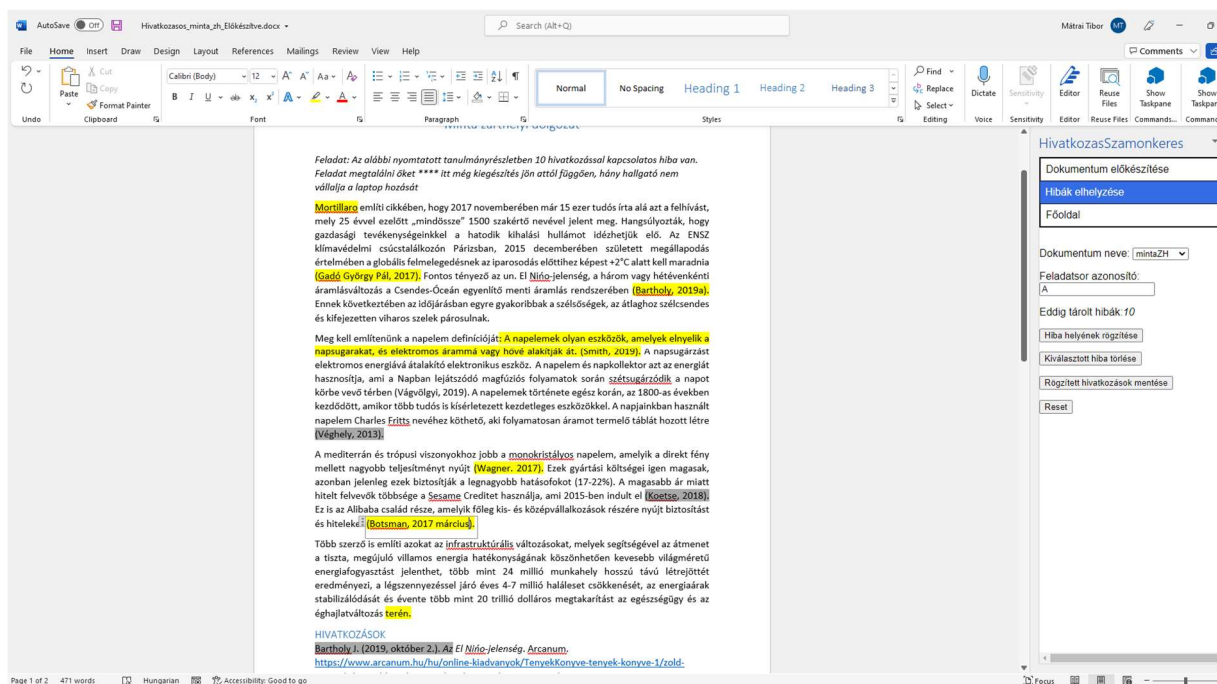 AutoSave Off Hivatkozasos_minta_zh_Előkészítve.docx Search (Alt+Q) Mátrai Tibor MT
File Home Insert Draw Design Layout References Mailings Review View Help Comments
Paste Cut Copy Format Painter
Calibri (Body) 12
Normal No Spacing Heading 1 Heading 2 Heading 3
Find Replace Select
Dictate Sensitivity Editor Reuse Files Show Taskpane Show
Undo Clipboard Font Paragraph Styles Editing Voice Sensitivity Editor Reuse Files Commands...
Minta zárthelyi dolgozat
Feladat: Az alábbi nyomtatott tanulmányrészletben 10 hivatkozással kapcsolatos hiba van.
Feladat megtalálni őket **** itt még kiegészítés jön attól függően, hány hallgató nem
vállalja a laptop hozását
Mortillaro említi cikkében, hogy 2017 novemberében már 15 ezer tudós írta alá azt a felhívást,
mely 25 évvel ezelőtt „mindössze” 1500 szakértő nevével jelent meg. Hangsúlyozták, hogy
gazdasági tevékenységeinkkel a hatodik kihalási hullámot idézhetjük elő. Az ENSZ
klímavédelmi csúcstalálkozón Párizsban, 2015 decemberében született megállapodás
értelmében a globális felmelegedésnek az iparosodás előttihez képest +2°C alatt kell maradnia
(Gadó György Pál, 2017). Fontos tényező az un. El Nińo-jelenség, a három vagy hétévenkénti
áramlásváltozás a Csendes-Óceán egyenlítő menti áramlás rendszerében (Bartholy, 2019a).
Ennek következtében az időjárásban egyre gyakoribbak a szélsőségek, az átlaghoz szélcsendes
és kifejezetten viharos szelek párosulnak.
Meg kell említenünk a napelem definícióját: A napelemek olyan eszközök, amelyek elnyelik a
napsugarakat, és elektromos árammá vagy hővé alakítják át. (Smith, 2019). A napsugárzást
elektromos energiává átalakító elektronikus eszköz. A napelem és napkollektor azt az energiát
hasznosítja, ami a Napban lejátszódó magfúziós folyamatok során szétsugárzódik a napot
körbe vevő térben (Vágvölgyi, 2019). A napelemek története egész korán, az 1800-as években
kezdődött, amikor több tudós is kísérletezett kezdetleges eszközökkel. A napjainkban használt
napelem Charles Fritts nevéhez köthető, aki folyamatosan áramot termelő táblát hozott létre
(Véghely, 2013).
A mediterrán és trópusi viszonyokhoz jobb a monokristályos napelem, amelyik a direkt fény
mellett nagyobb teljesítményt nyújt (Wagner. 2017). Ezek gyártási költségei igen magasak,
azonban jelenleg ezek biztosítják a legnagyobb hatásofokot (17-22%). A magasabb ár miatt
hitelt felvevők többsége a Sesame Creditet használja, ami 2015-ben indult el (Koetse, 2018).
Ez is az Alibaba család része, amelyik főleg kis- és középvállalkozások részére nyújt biztosítást
és hiteleke (Botsman, 2017 március).
Több szerző is említi azokat az infrastruktúrális változásokat, melyek segítségével az átmenet
a tiszta, megújuló villamos energia hatékonyságának köszönhetően kevesebb világméretű
energiafogyasztást jelenthet, több mint 24 millió munkahely hosszú távú létrejöttét
eredményezi, a légszennyezéssel járó éves 4-7 millió haláleset csökkenését, az energiaárak
stabilizálódását és évente több mint 20 trillió dolláros megtakarítást az egészségügy és az
éghajlatváltozás terén.
HIVATKOZÁSOK
Bartholy J. (2019, október 2.). Az El Nińo-jelenség. Arcanum.
https://www.arcanum.hu/hu/online-kiadvanyok/TenyekKonyve-tenyek-konyve-1/zold-
HivatkozasSzamonkeres
Dokumentum előkészítése
Hibák elhelyzése
Főoldal
Dokumentum neve: mintaZH
Feladatsor azonosító:
A
Eddig tárolt hibák:10
Hiba helyének rögzítése
Kiválasztott hiba törlése
Rögzített hivatkozások mentése
Reset
Page 1 of 2 471 words Hungarian Accessibility: Good to go Focus